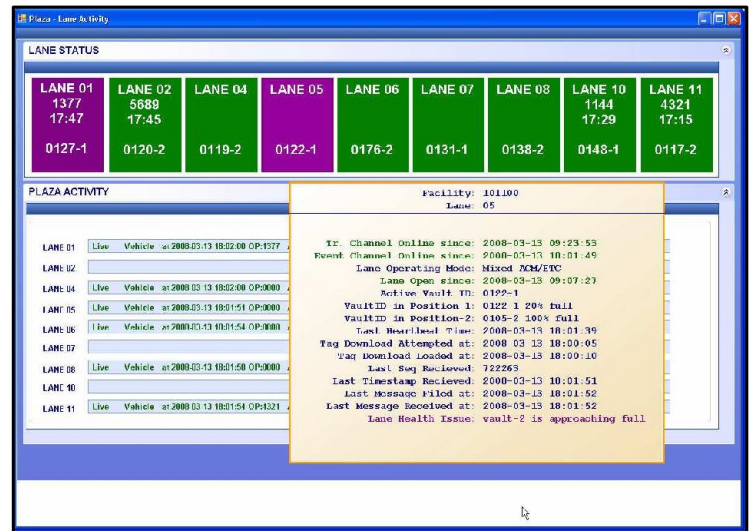 Plaza - Lane Activity
LANE STATUS
LANE 01
1377
17:47
0127-1
LANE 02
5689
17:45
0120-2
LANE 04
0119-2
LANE 05
0122-1
LANE 06
0176-2
LANE 07
0131-1
LANE 08
0138-2
LANE 10
1144
17:29
0148-1
LANE 11
4321
17:15
0117-2
PLAZA ACTIVITY
LANE 01 Live Vehicle at 2008-03-13 18:02:00 OP:1377
LANE 02
LANE 04 Live Vehicle at 2008-03-13 18:02:00 OP:0000
LANE 05 Live Vehicle at 2008-03-13 18:01:51 OP:0000
LANE 06 Live Vehicle at 2008-03-13 18:01:54 OP:0000
LANE 07
LANE 08 Live Vehicle at 2008-03-13 18:01:58 OP:0000
LANE 10
LANE 11 Live Vehicle at 2008-03-13 18:01:54 OP:4321
Facility: 101100
Lane: 05
Tr. Channel Online since: 2008-03-13 09:23:53
Event Channel Online since: 2008-03-13 18:01:49
Lane Operating Mode: Mixed ACM/ETC
Lane Open since: 2008-03-13 09:07:27
Active Vault ID: 0122-1
VaultID in Position 1: 0122 1 20% full
VaultID in Position-2: 0105-2 100% full
Last Heartbeat Time: 2008-03-13 18:01:39
Tag Download Attempted at: 2008 03 13 18:00:05
Tag Download Loaded at: 2008-03-13 18:00:10
Last Seq Recieved: 722263
Last Timestamp Recieved: 2008-03-13 18:01:51
Last Message Filed at: 2008-03-13 18:01:52
Last Message Received at: 2008-03-13 18:01:52
Lane Health Issue: vault-2 is approaching full